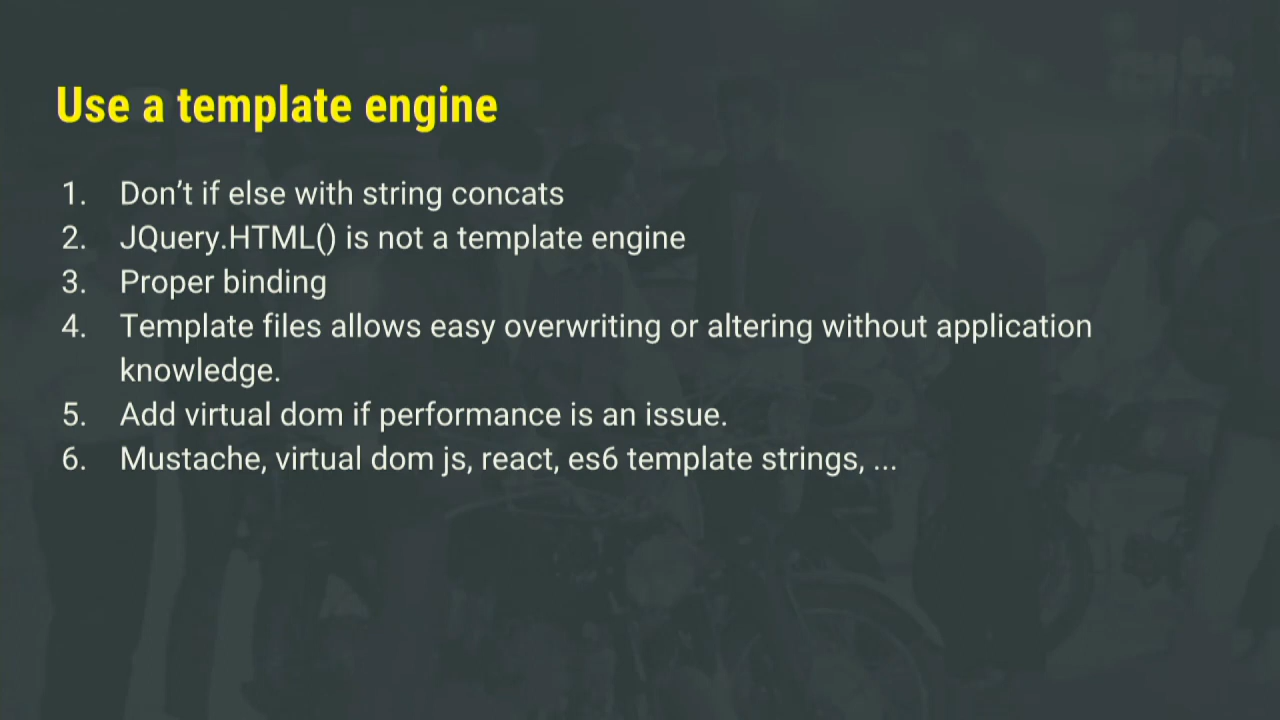 Use a template engine
1. Don’t if else with string concats
2. JQuery.HTML() is not a template engine
3. Proper binding
4. Template files allows easy overwriting or altering without application
knowledge.
5. Add virtual dom if performance is an issue.
6. Mustache, virtual dom js, react, es6 template strings, ...